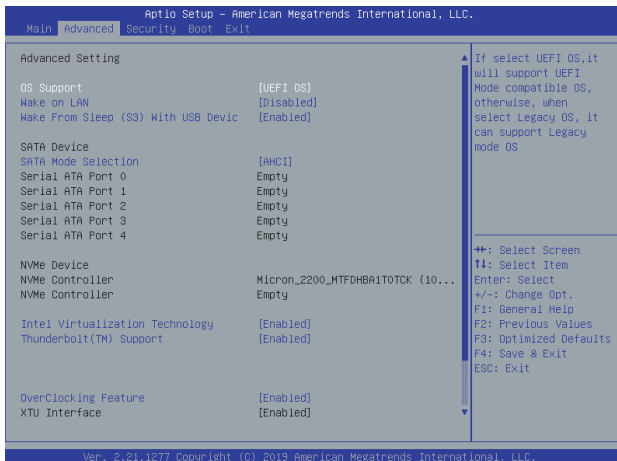 Aptio Setup – American Megatrends International, LLC.
Main Advanced Security Boot Exit
Advanced Setting
OS Support [UEFI OS]
Wake on LAN [Disabled]
Wake From Sleep (S3) With USB Devic [Enabled]
SATA Device
SATA Mode Selection [AHCI]
Serial ATA Port 0 Empty
Serial ATA Port 1 Empty
Serial ATA Port 2 Empty
Serial ATA Port 3 Empty
Serial ATA Port 4 Empty
NVMe Device
NVMe Controller Micron_2200_MTFDHBA1T0TCK (10...
NVMe Controller Empty
Intel Virtualization Technology [Enabled]
Thunderbolt(TM) Support [Enabled]
OverClocking Feature [Enabled]
XTU Interface [Enabled]
If select UEFI OS,it
will support UEFI
Mode compatible OS,
otherwise, when
select Legacy OS, it
can support Legacy
mode OS
→←: Select Screen
↑↓: Select Item
Enter: Select
+/-: Change Opt.
F1: General Help
F2: Previous Values
F3: Optimized Defaults
F4: Save & Exit
ESC: Exit
Ver. 2.21.1277 Copyright (C) 2019 American Megatrends International, LLC.